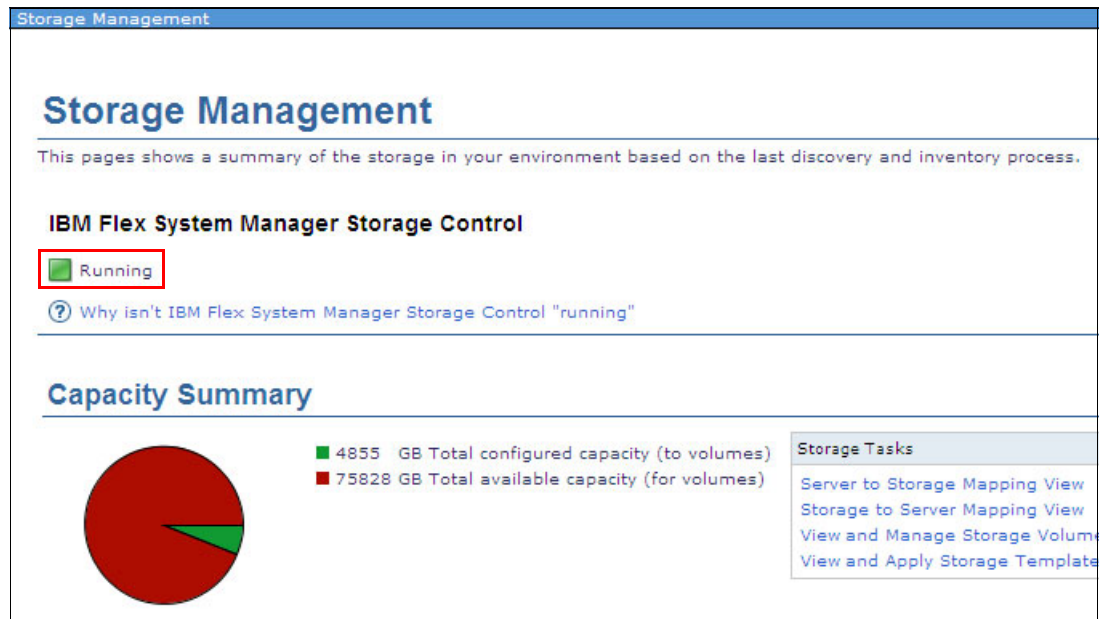 Storage Management
Storage Management
This pages shows a summary of the storage in your environment based on the last discovery and inventory process.
IBM Flex System Manager Storage Control
Running
? Why isn't IBM Flex System Manager Storage Control "running"
Capacity Summary
4855 GB Total configured capacity (to volumes)
75828 GB Total available capacity (for volumes)
Storage Tasks
Server to Storage Mapping View
Storage to Server Mapping View
View and Manage Storage Volume
View and Apply Storage Template